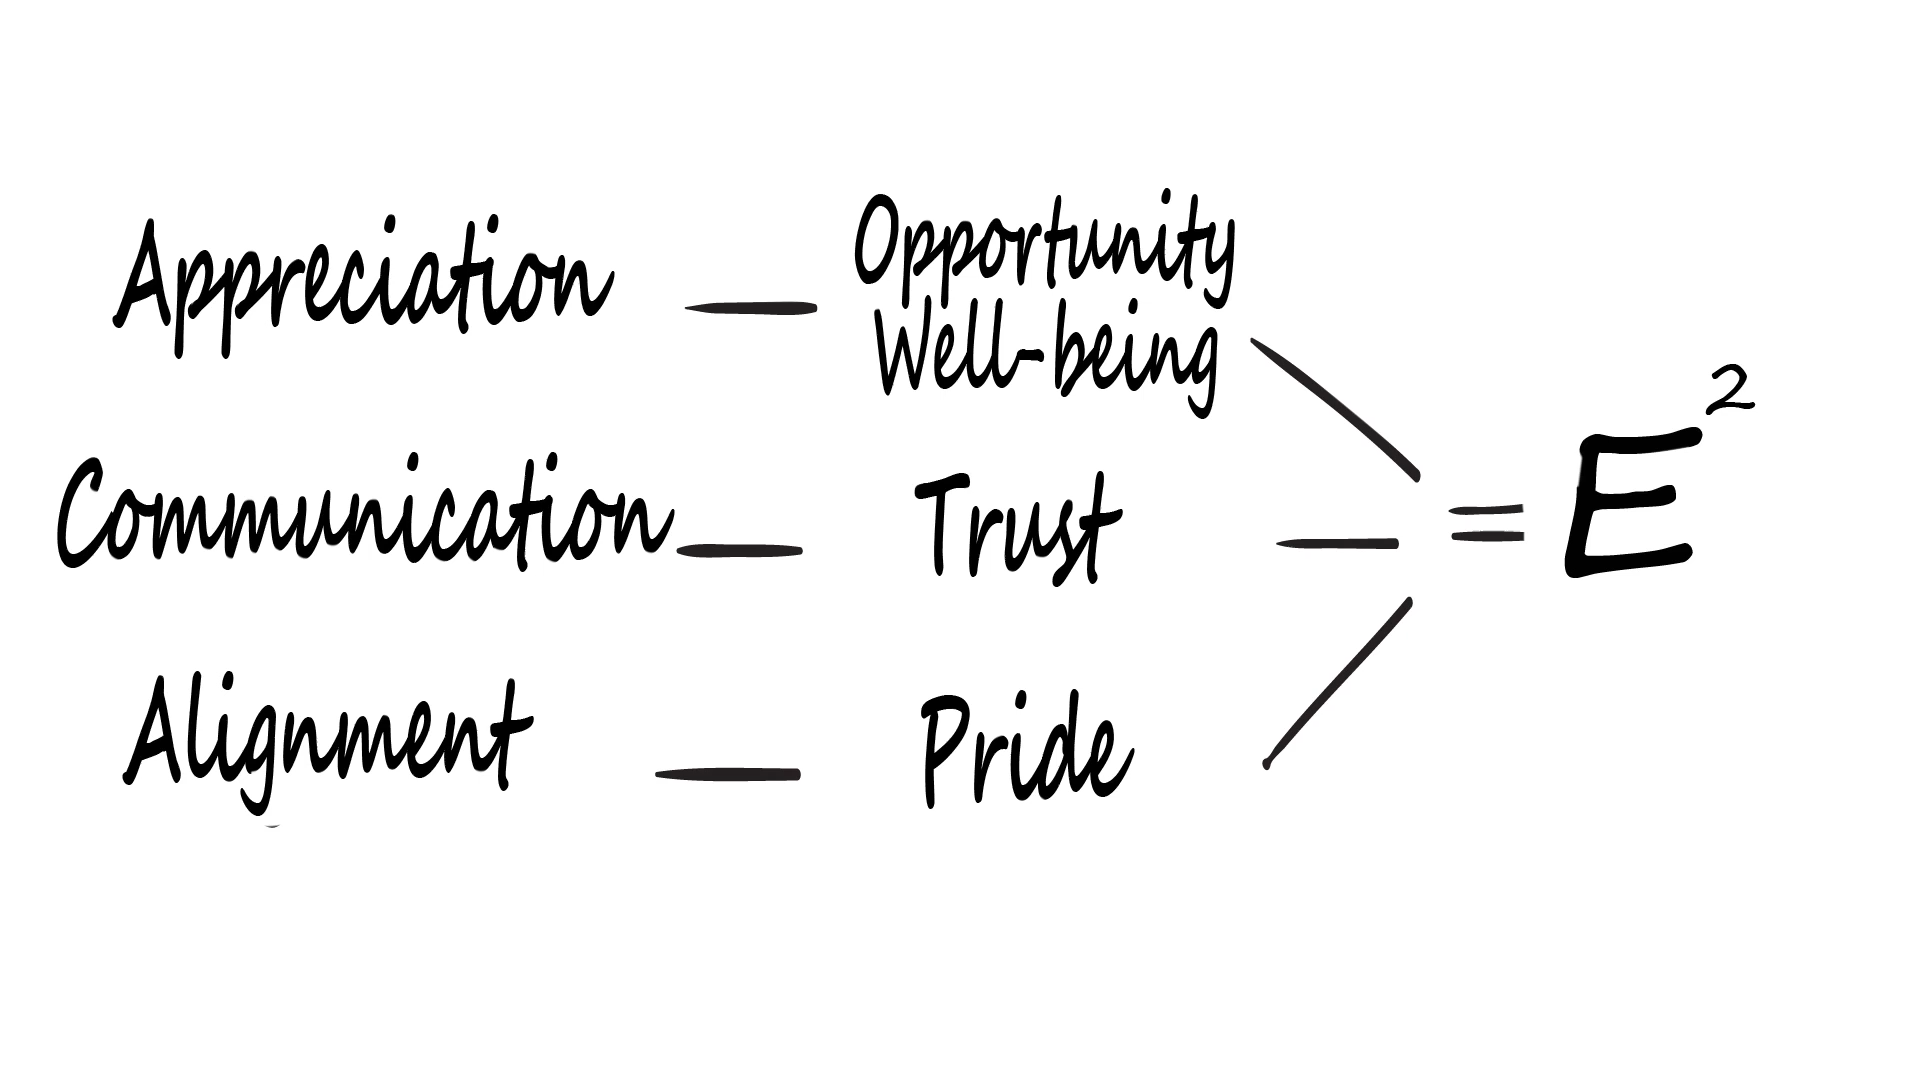 Appreciation — Opportunity
Well-being
Communication — Trust — = E²
Alignment — Pride